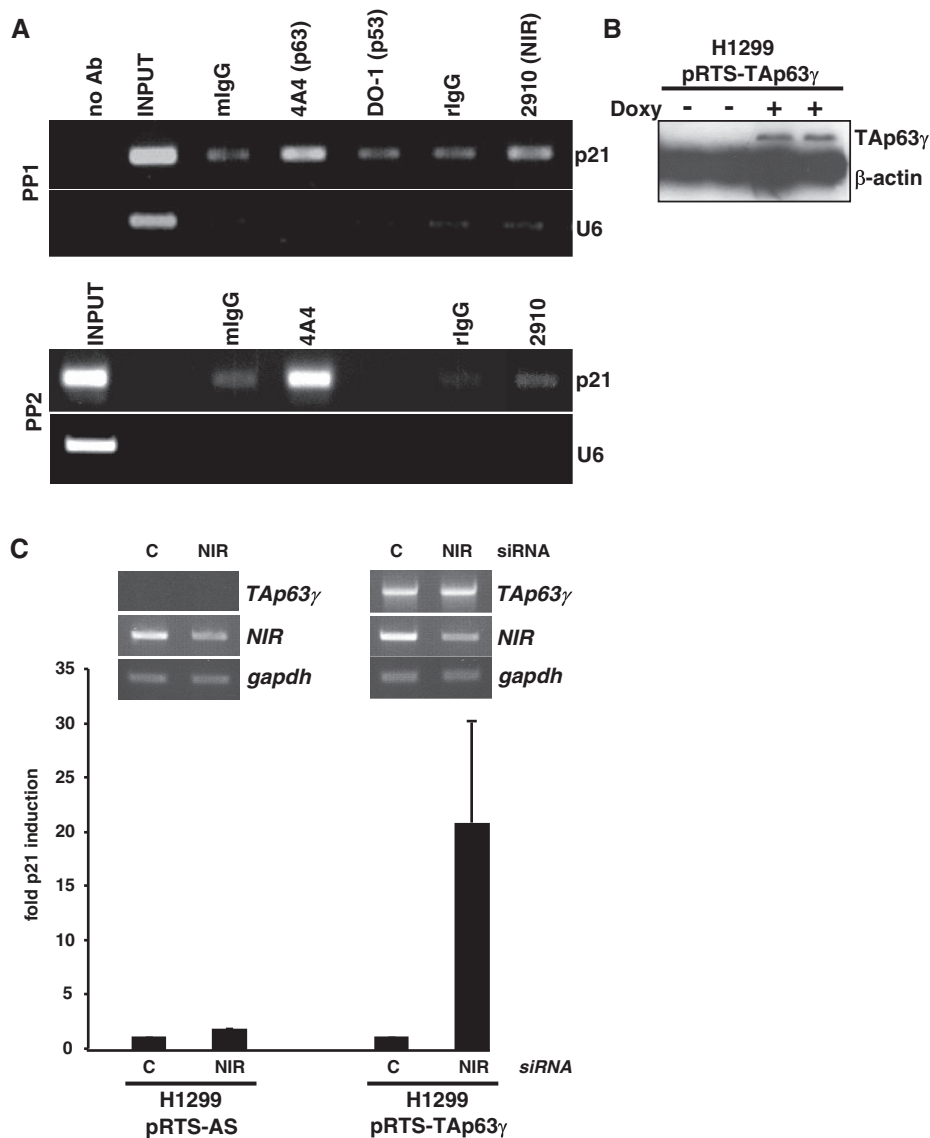 A
no Ab
INPUT
mIgG
4A4 (p63)
DO-1 (p53)
rIgG
2910 (NIR)
PP1
p21
U6
INPUT
mIgG
4A4
rIgG
2910
PP2
p21
U6
B
H1299
pRTS-TAp63γ
Doxy - - + +
TAp63γ
β-actin
C
C NIR C NIR siRNA
TAp63γ TAp63γ
NIR NIR
gapdh gapdh
fold p21 induction
35
30
25
20
15
10
5
0
C NIR C NIR siRNA
H1299 H1299
pRTS-AS pRTS-TAp63γ